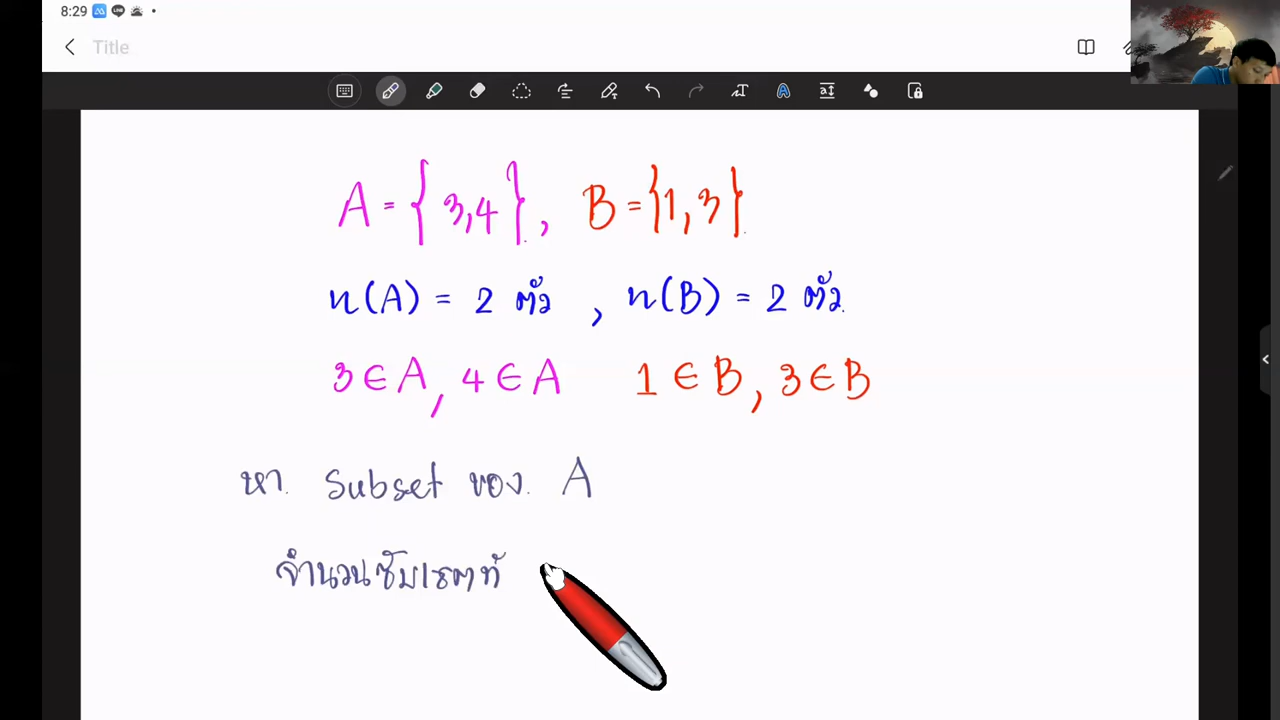 8:29
Title
A = {3,4}, B = {1,3}
n(A) = 2 ตัว , n(B) = 2 ตัว
3 ∈ A, 4 ∈ A 1 ∈ B, 3 ∈ B
หา Subset ของ A
จำนวนซับเซตทั